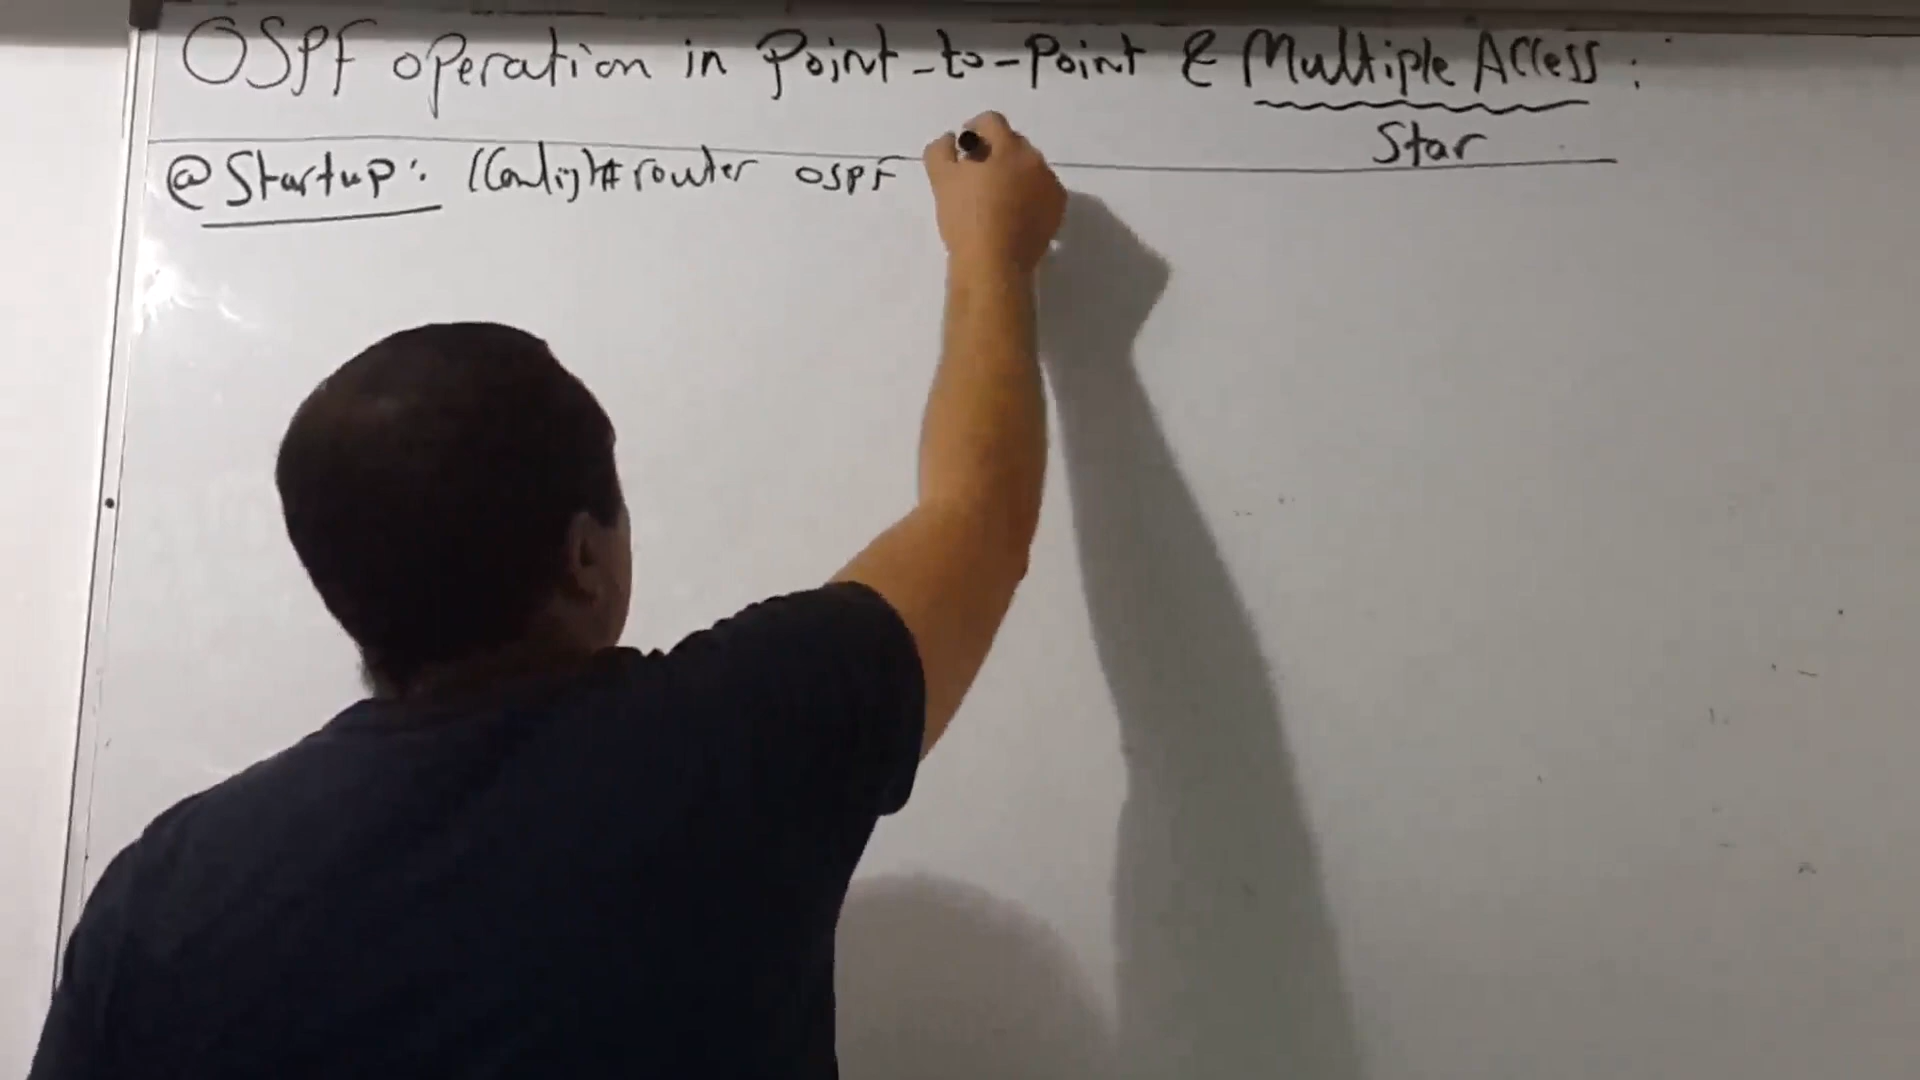 OSPF operation in Point-to-Point & Multiple Access :
Star
@Startup: (Config)# router OSPF